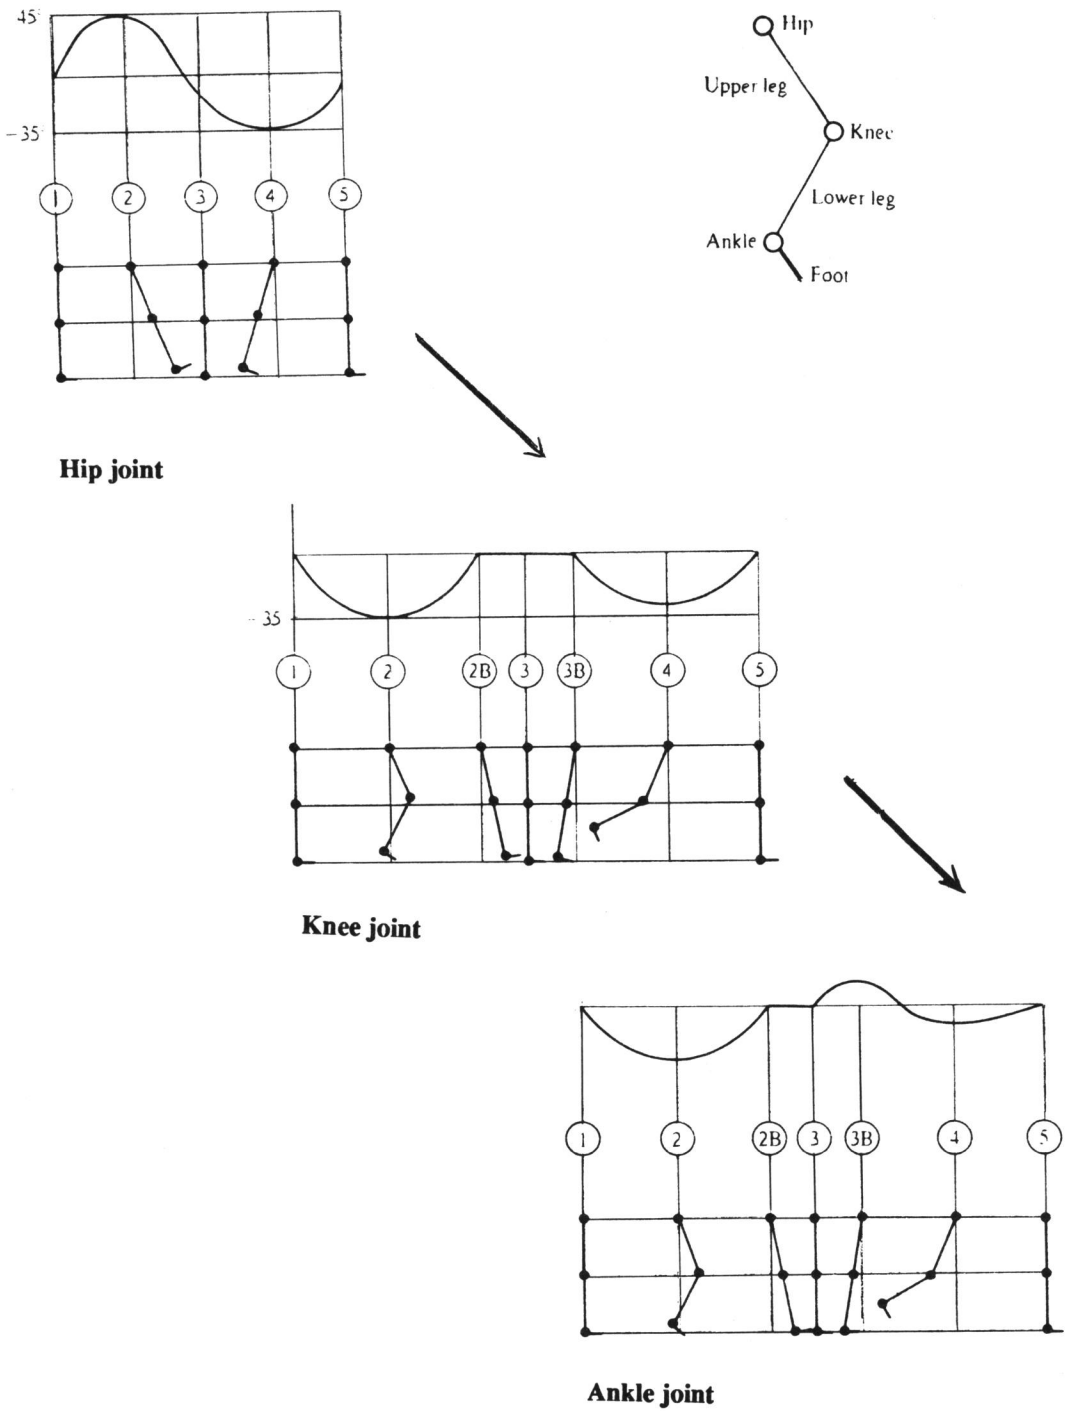 45°
-35°
1 2 3 4 5
Hip joint
Hip
Upper leg
Knee
Lower leg
Ankle
Foot
-35
1 2 2B 3 3B 4 5
Knee joint
1 2 2B 3 3B 4 5
Ankle joint